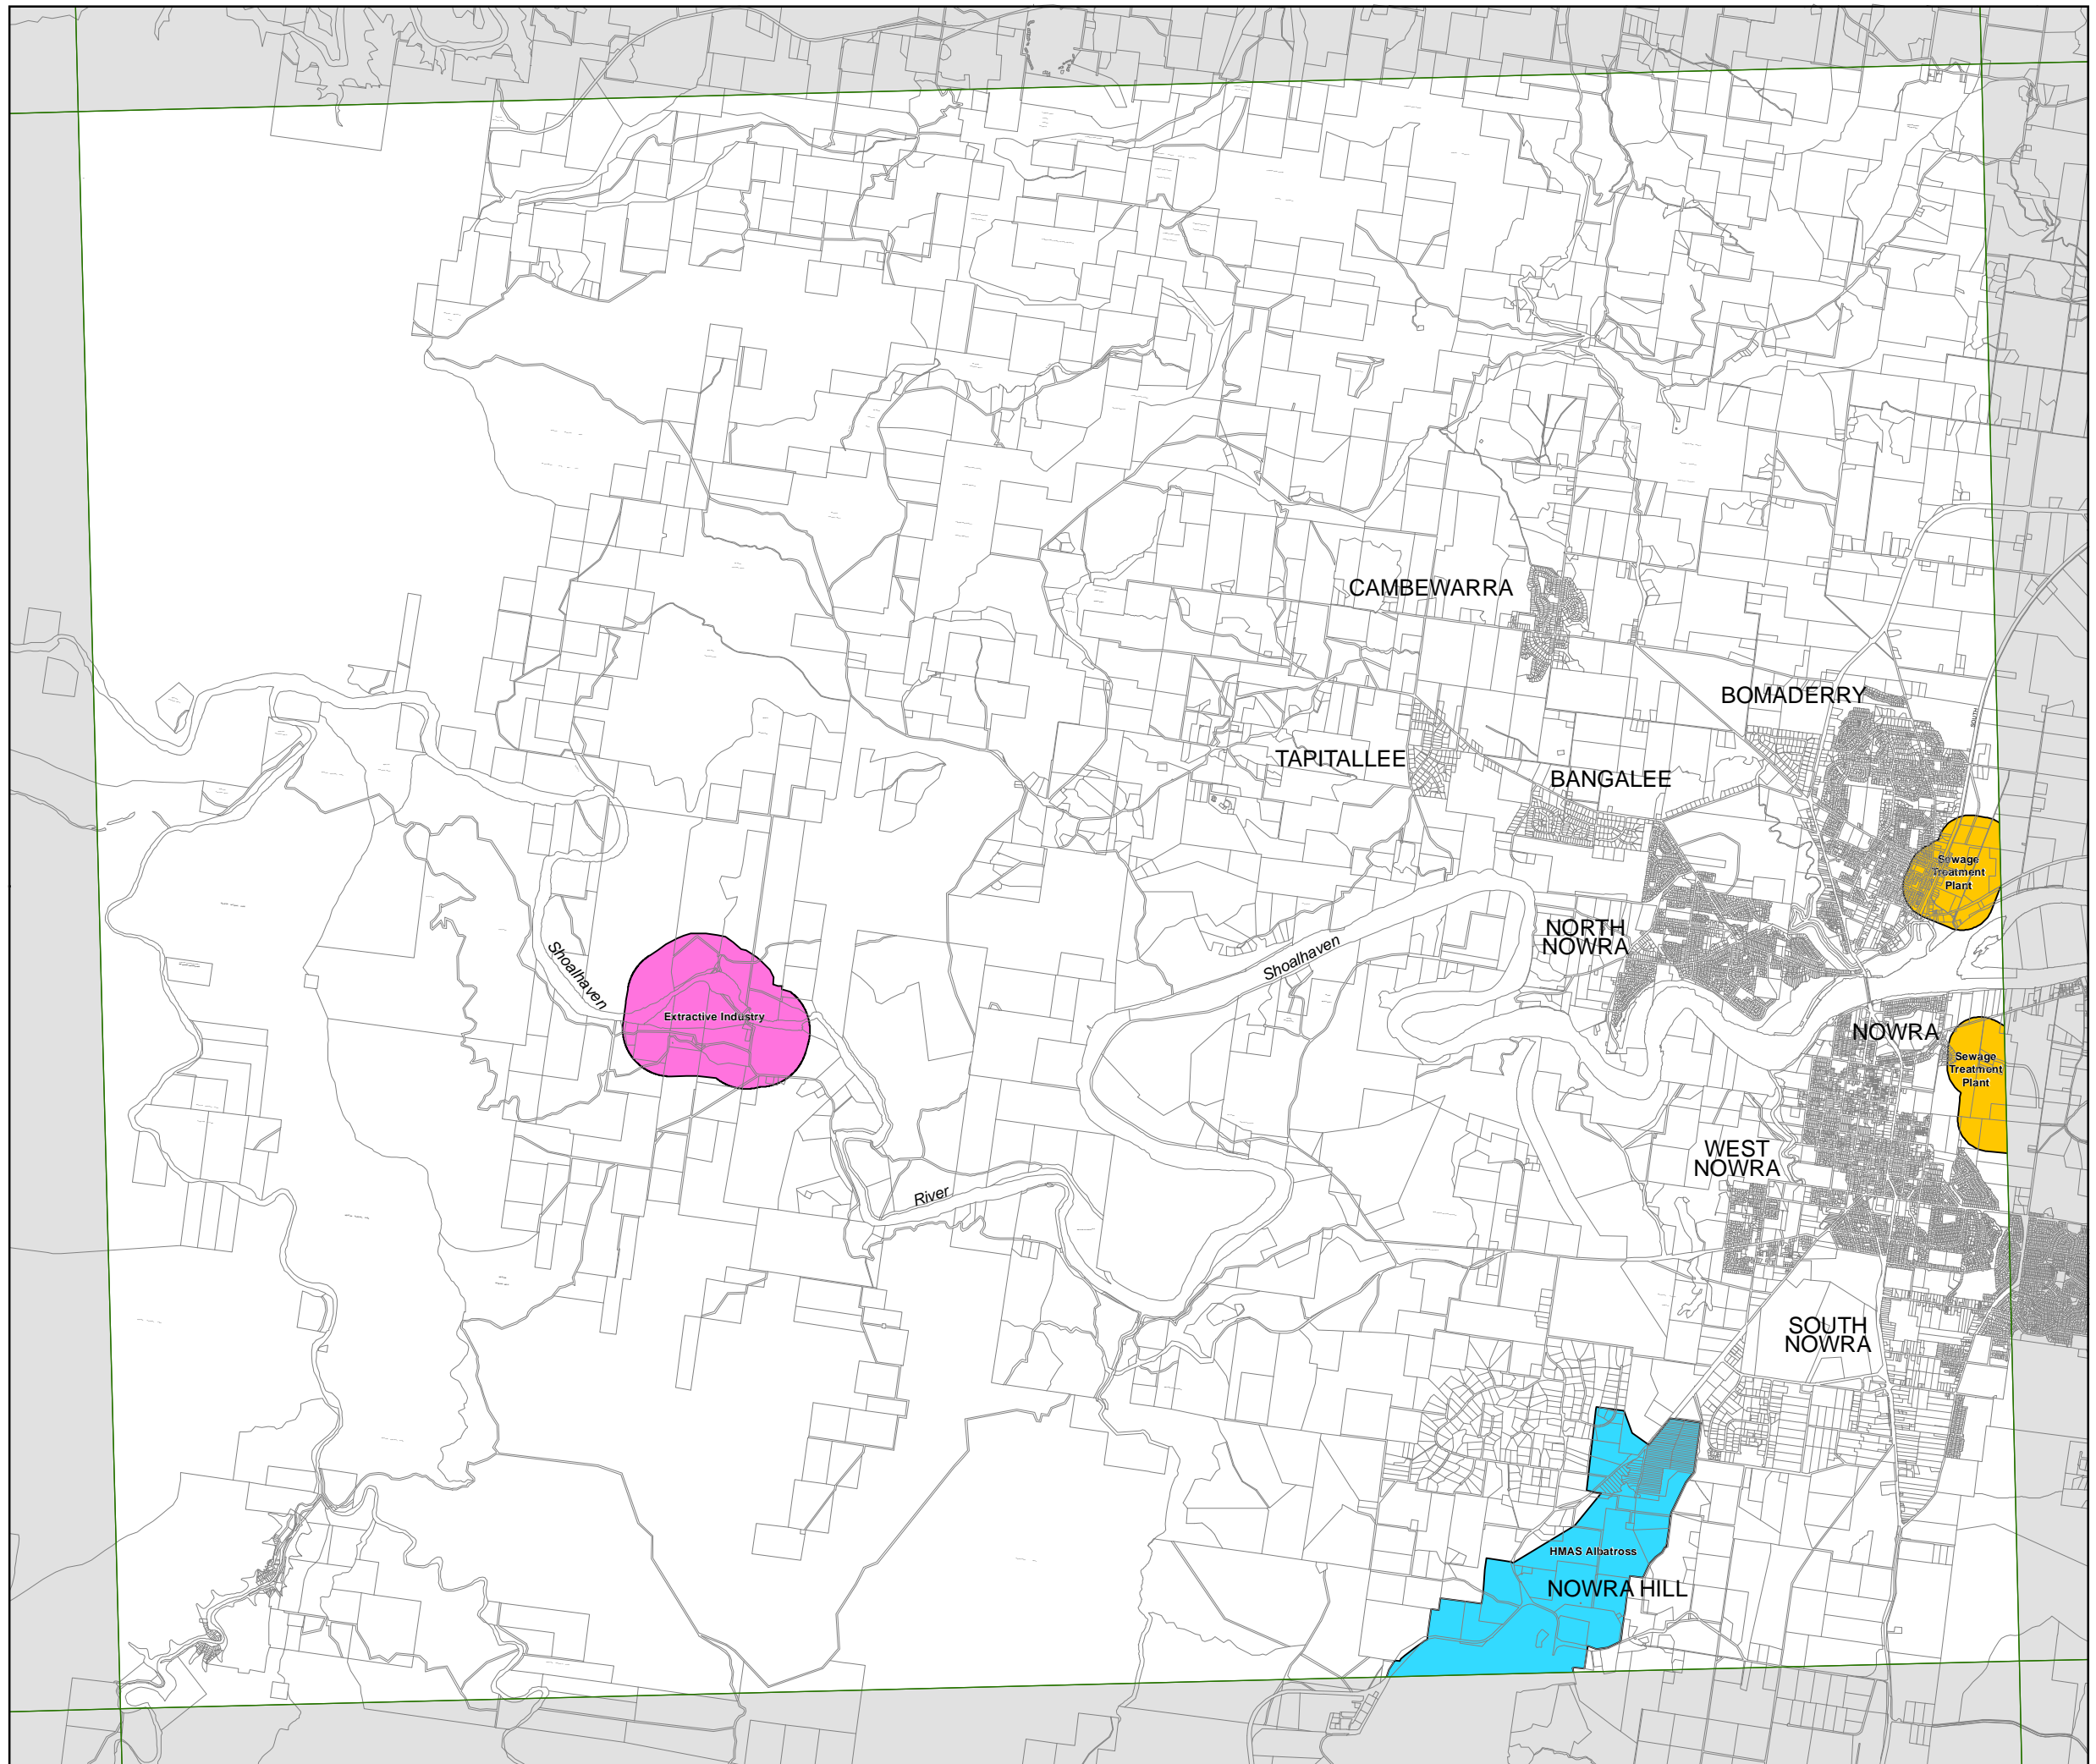 CAMBEWARRA
BOMADERRY
SOUTH
TAPITALLEE
BANGALEE
Sewage
Treatment
Plant
NORTH
NOWRA
Shoalhaven
Shoalhaven
Extractive Industry
NOWRA
Sewage
Treatment
Plant
WEST
NOWRA
River
SOUTH
NOWRA
HMAS Albatross
NOWRA HILL